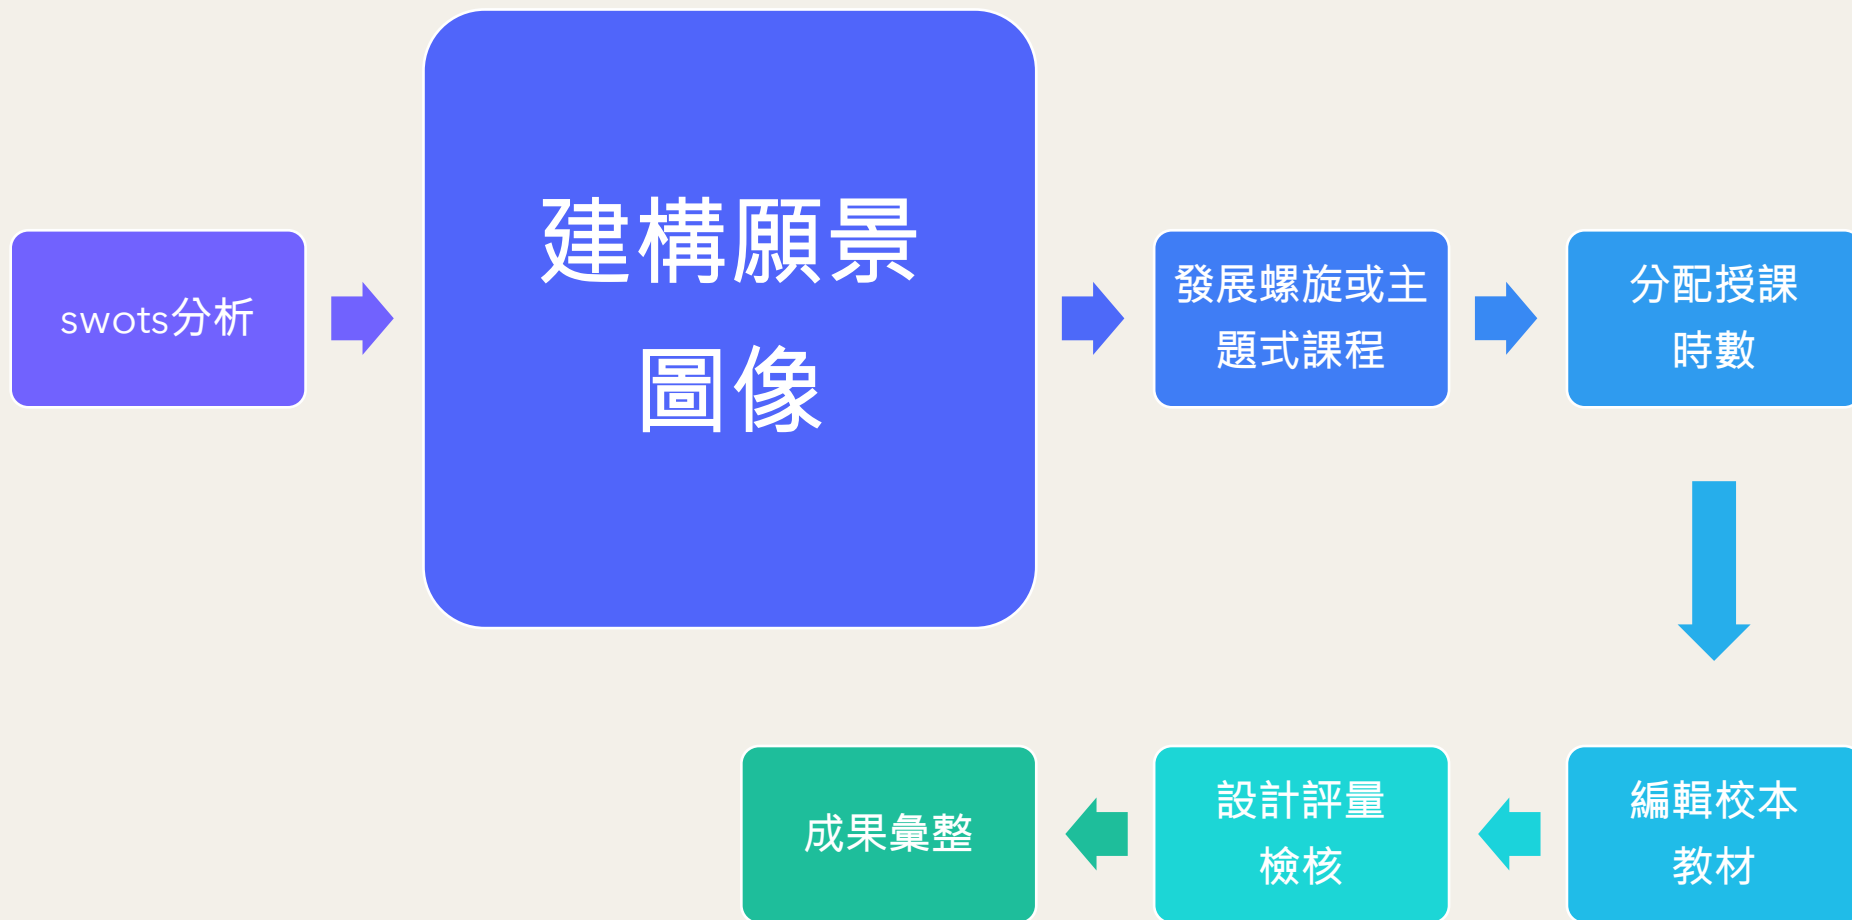 swots分析
建構願景
圖像
發展螺旋或主
題式課程
分配授課
時數
編輯校本
教材
設計評量
檢核
成果彙整